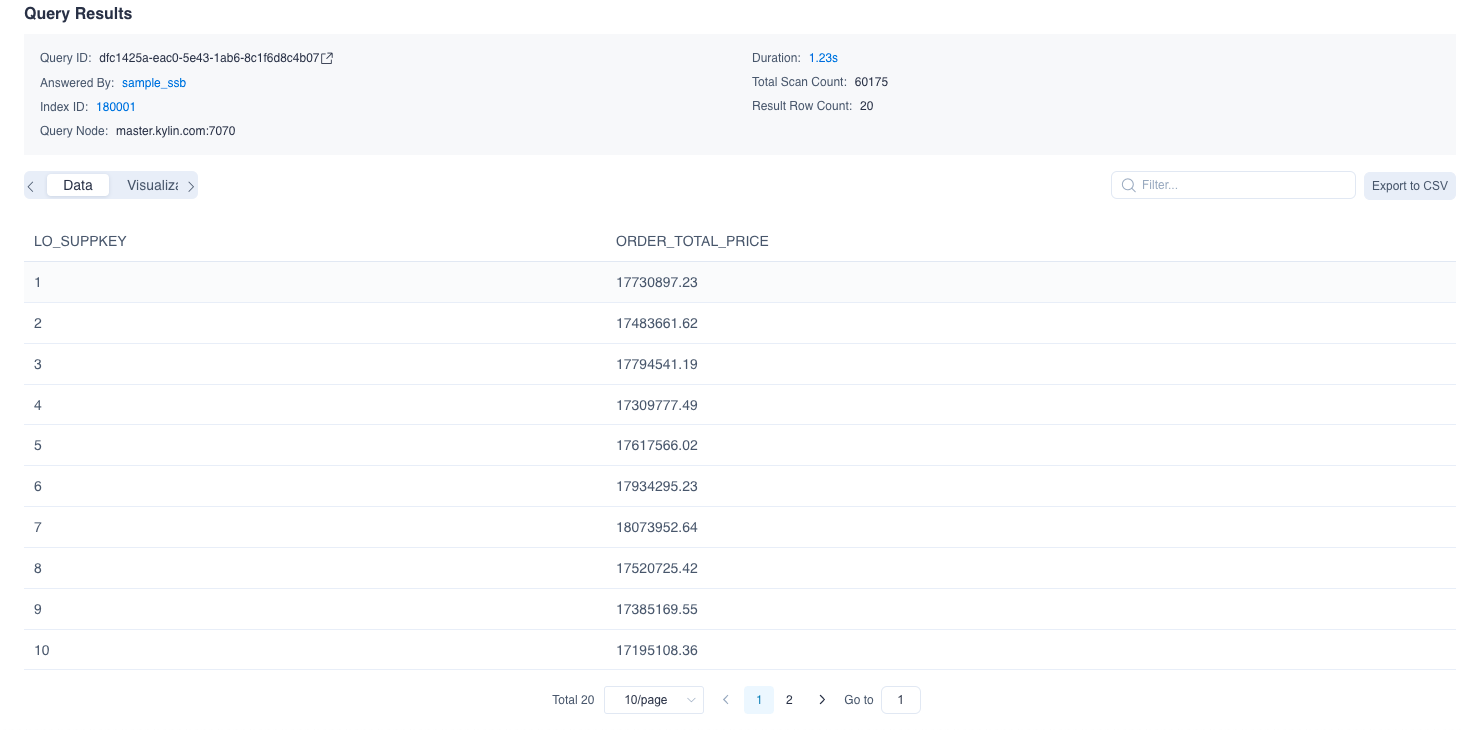 Query Results
Query ID: dfc1425a-eac0-5e43-1ab6-8c1f6d8c4b07
Duration: 1.23s
Answered By: sample_ssb
Total Scan Count: 60175
Index ID: 180001
Result Row Count: 20
Query Node: master.kylin.com:7070
Data Visualiza Filter... Export to CSV
LO_SUPPKEY ORDER_TOTAL_PRICE
1 17730897.23
2 17483661.62
3 17794541.19
4 17309777.49
5 17617566.02
6 17934295.23
7 18073952.64
8 17520725.42
9 17385169.55
10 17195108.36
Total 20 10/page 1 2 Go to 1